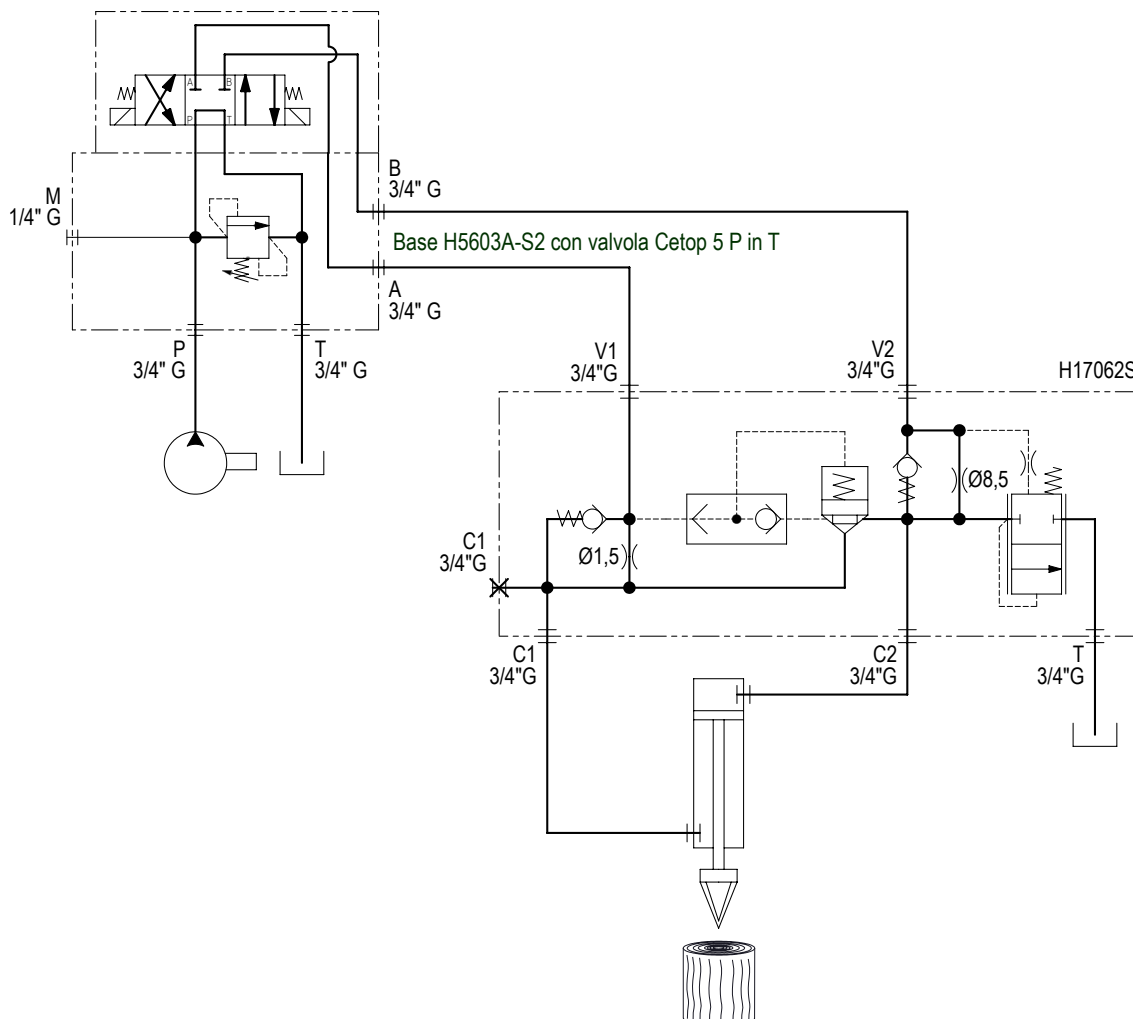 A B
P T
M
1/4" G
B
3/4" G
Base H5603A-S2 con valvola Cetop 5 P in T
A
3/4" G
P
3/4" G
T
3/4" G
V1
3/4"G
V2
3/4"G
H17062S
Ø8,5
C1
3/4"G
Ø1,5
C1
3/4"G
C2
3/4"G
T
3/4"G